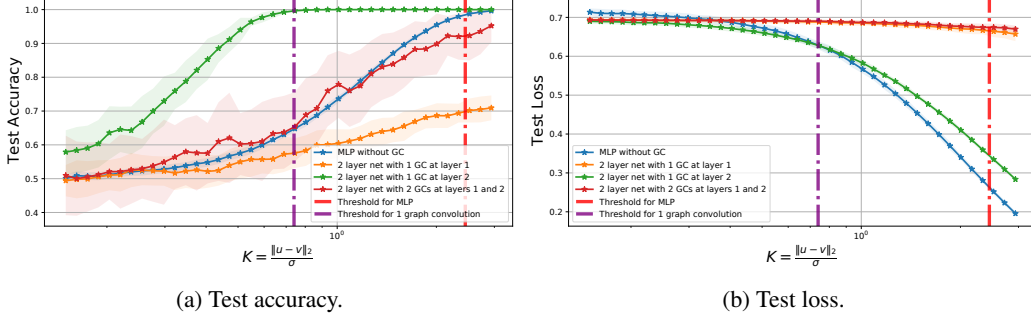 1.0
0.9
0.8
0.7
0.6
0.5
0.4
Test Accuracy
MLP without GC
2 layer net with 1 GC at layer 1
2 layer net with 1 GC at layer 2
2 layer net with 2 GCs at layers 1 and 2
Threshold for MLP
Threshold for 1 graph convolution
10⁰
K = ‖u − v‖₂ / σ
(a) Test accuracy.
0.7
0.6
0.5
0.4
0.3
0.2
Test Loss
MLP without GC
2 layer net with 1 GC at layer 1
2 layer net with 1 GC at layer 2
2 layer net with 2 GCs at layers 1 and 2
Threshold for MLP
Threshold for 1 graph convolution
10⁰
K = ‖u − v‖₂ / σ
(b) Test loss.